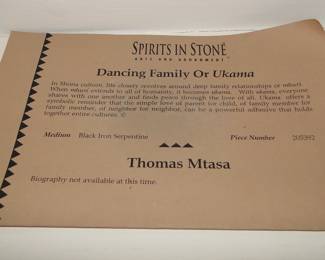 SPIRITS IN STONE
ARTS FOR HUMANKIND
Dancing Family Or Ukama
In Shona culture, life closely revolves around deep family relationships or ukama.
When ukama extends to all of humanity, it becomes ukama. With shona, everyone
shares with one another and finds peace through the love of all. Ukama offers a
symbolic reminder that the simple love of parent for child, of family member for
family member, of neighbor for neighbor, can be a powerful adhesive that holds
together entire cultures. ©
Medium Black Iron Serpentine Piece Number
Thomas Mtasa
Biography not available at this time.